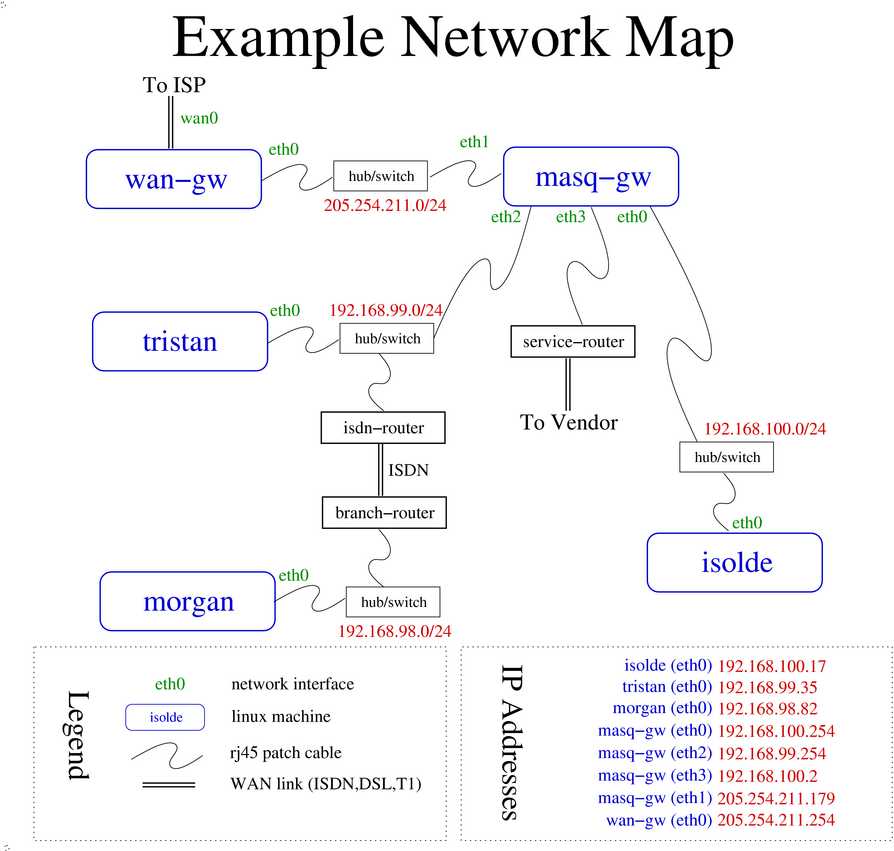 Example Network Map
To ISP
wan0
wan−gw
eth0
hub/switch
205.254.211.0/24
eth1
masq−gw
eth2
eth3
eth0
tristan
eth0
192.168.99.0/24
hub/switch
service−router
To Vendor
isdn−router
ISDN
branch−router
192.168.100.0/24
hub/switch
eth0
isolde
morgan
eth0
hub/switch
192.168.98.0/24
Legend
eth0 network interface
isolde linux machine
rj45 patch cable
WAN link (ISDN,DSL,T1)
IP Addresses
isolde (eth0) 192.168.100.17
tristan (eth0) 192.168.99.35
morgan (eth0) 192.168.98.82
masq−gw (eth0) 192.168.100.254
masq−gw (eth2) 192.168.99.254
masq−gw (eth3) 192.168.100.2
masq−gw (eth1) 205.254.211.179
wan−gw (eth0) 205.254.211.254